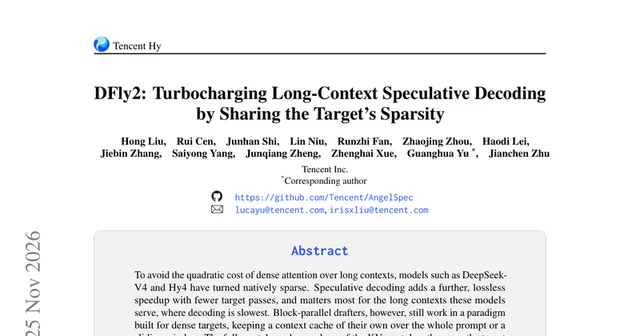 Tencent Hy
DFly2: Turbocharging Long-Context Speculative Decoding
by Sharing the Target's Sparsity
Hong Liu, Rui Cen, Junhan Shi, Lin Niu, Runzhi Fan, Zhaojing Zhou, Haodi Lei,
Jiebin Zhang, Saiyong Yang, Junqiang Zheng, Zhenghai Xue, Guanghua Yu *, Jianchen Zhu
Tencent Inc.
*Corresponding author
https://github.com/Tencent/AngelSpec
lucayu@tencent.com, irisxliu@tencent.com
25 Nov 2026
Abstract
To avoid the quadratic cost of dense attention over long contexts, models such as DeepSeek-
V4 and Hy4 have turned natively sparse. Speculative decoding adds a further, lossless
speedup with fewer target passes, and matters most for the long contexts these models
serve, where decoding is slowest. Block-parallel drafters, however, still work in a paradigm
built for dense targets, keeping a context cache of their own over the whole prompt or a